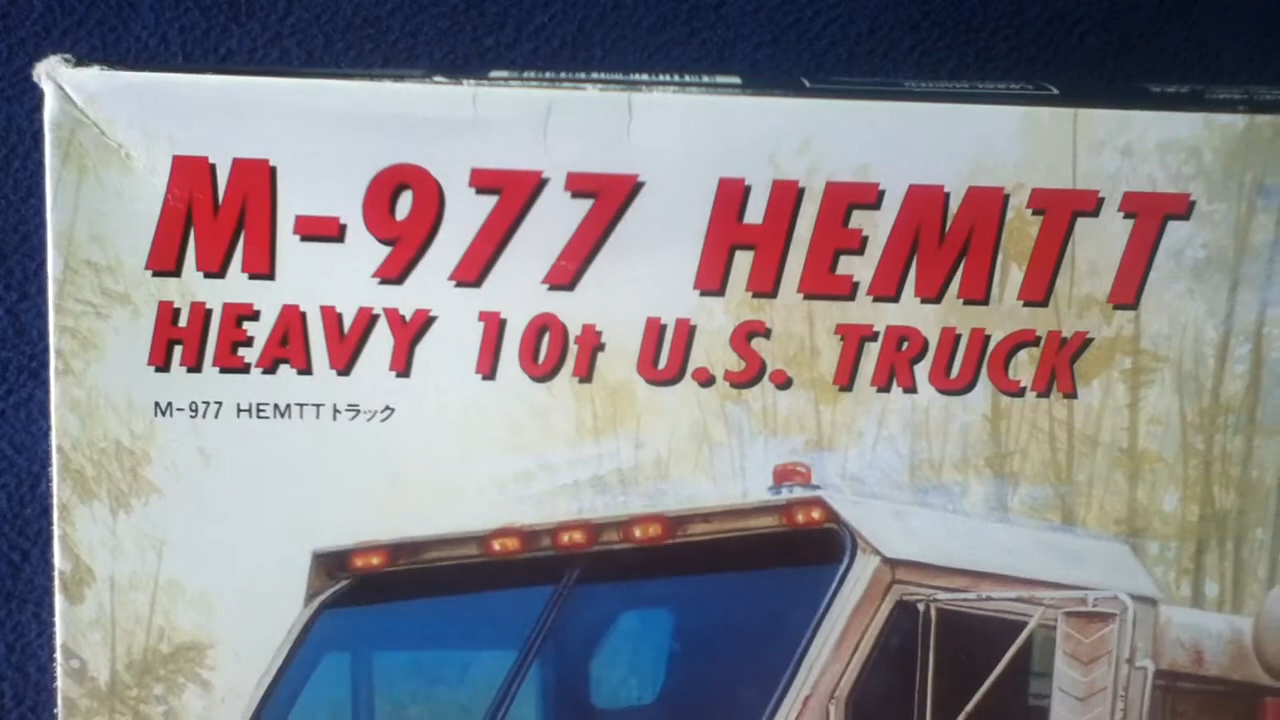 M-977 HEMTT
HEAVY 10t U.S. TRUCK
M-977 HEMTTトラック